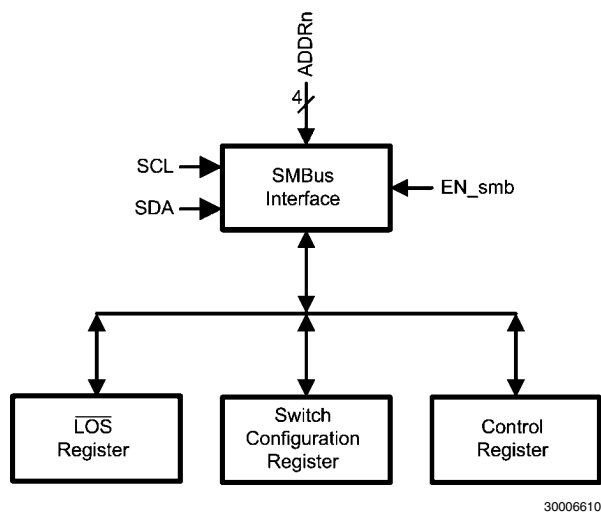 ADDRn
4
SCL
SDA
SMBus
Interface
EN_smb
LOS
Register
Switch
Configuration
Register
Control
Register
30006610